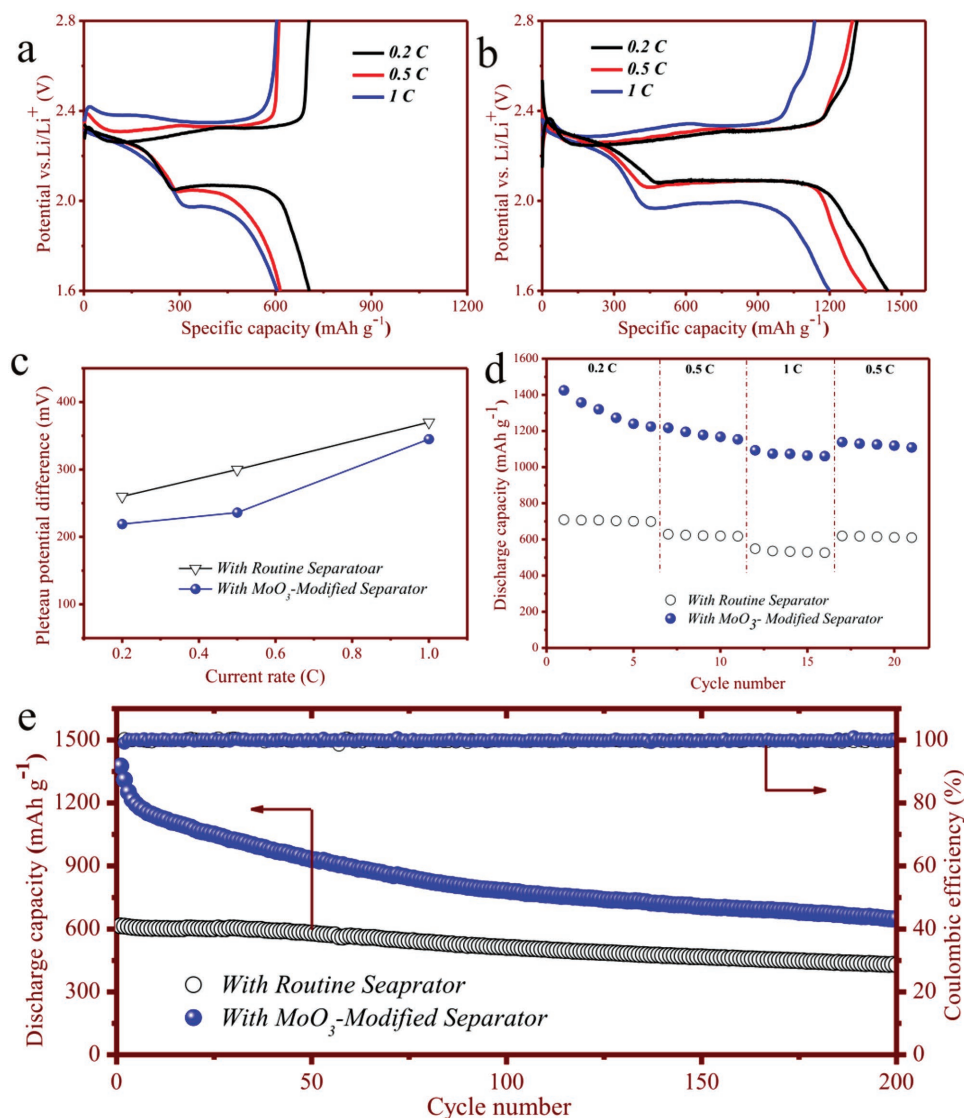 a
2.8
2.4
2.0
1.6
Potential vs.Li/Li⁺ (V)
0.2 C
0.5 C
1 C
0 300 600 900 1200
Specific capacity (mAh g⁻¹)
b
2.8
2.4
2.0
1.6
Potential vs. Li/Li⁺ (V)
0.2 C
0.5 C
1 C
0 300 600 900 1200 1500
Specific capacity (mAh g⁻¹)
c
400
300
200
100
Pleteau potential difference (mV)
With Routine Separatoar
With MoO₃-Modified Separator
0.2 0.4 0.6 0.8 1.0
Current rate (C)
d
1600
1400
1200
1000
800
600
400
200
0
Discharge capacity (mAh g⁻¹)
0.2 C 0.5 C 1 C 0.5 C
With Routine Separator
With MoO₃- Modified Separator
0 5 10 15 20
Cycle number
e
1500
1200
900
600
300
0
Discharge capacity (mAh g⁻¹)
With Routine Seaprator
With MoO₃-Modified Separator
100
80
60
40
20
0
Coulombic efficiency (%)
0 50 100 150 200
Cycle number